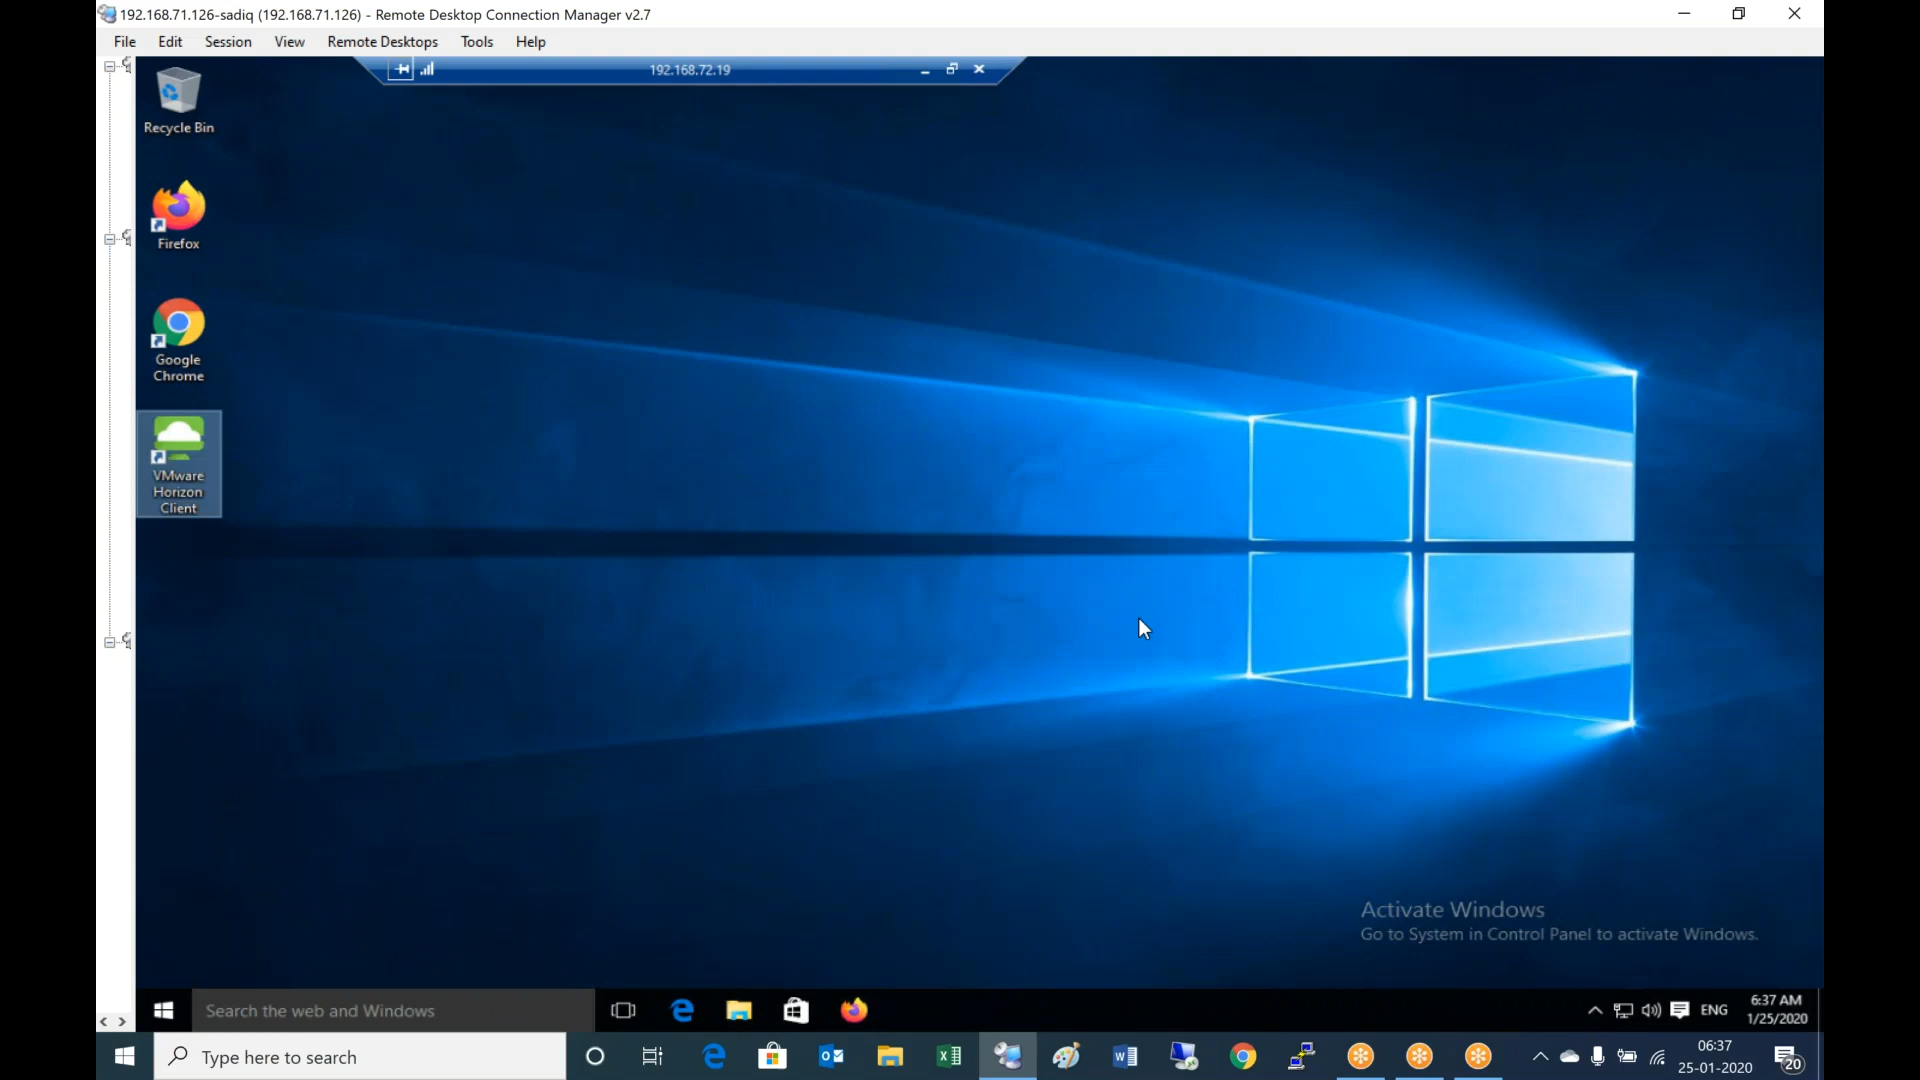 192.168.71.126-sadiq (192.168.71.126) - Remote Desktop Connection Manager v2.7
File Edit Session View Remote Desktops Tools Help
192.168.72.19
Recycle Bin
Firefox
Google
Chrome
VMware
Horizon
Client
Activate Windows
Go to System in Control Panel to activate Windows.
Search the web and Windows
ENG
6:37 AM
1/25/2020
Type here to search
06:37
25-01-2020
20